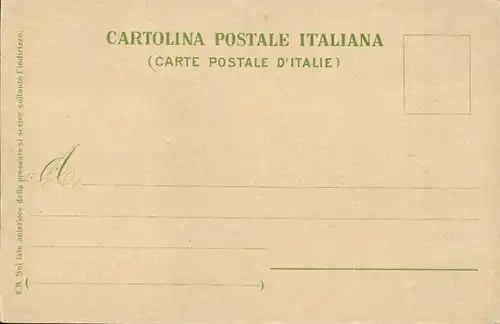 CARTOLINA POSTALE ITALIANA
(CARTE POSTALE D'ITALIE)
A
( )
N.B. Sul lato anteriore della presente si scrive soltanto l'indirizzo.